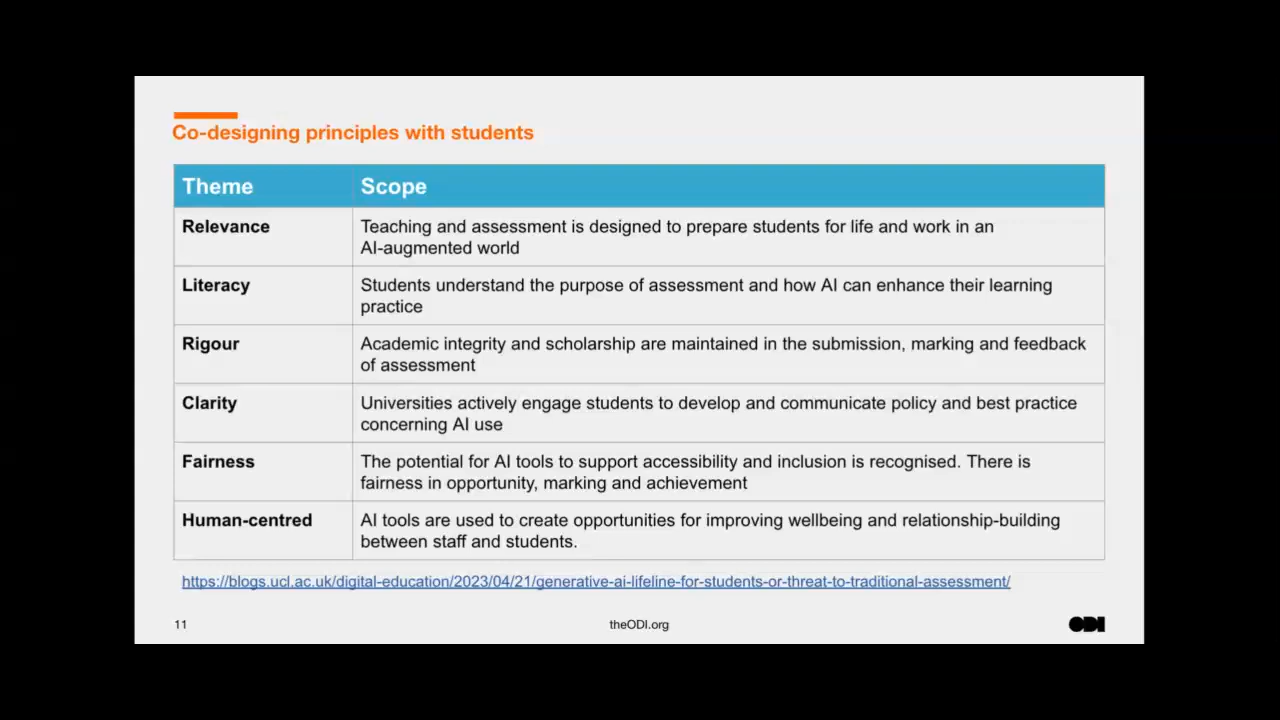 Co-designing principles with students
Theme
Scope
Relevance
Teaching and assessment is designed to prepare students for life and work in an
AI-augmented world
Literacy
Students understand the purpose of assessment and how AI can enhance their learning
practice
Rigour
Academic integrity and scholarship are maintained in the submission, marking and feedback
of assessment
Clarity
Universities actively engage students to develop and communicate policy and best practice
concerning AI use
Fairness
The potential for AI tools to support accessibility and inclusion is recognised. There is
fairness in opportunity, marking and achievement
Human-centred
AI tools are used to create opportunities for improving wellbeing and relationship-building
between staff and students.
https://blogs.ucl.ac.uk/digital-education/2023/04/21/generative-ai-lifeline-for-students-or-threat-to-traditional-assessment/
11
theODI.org
ODI